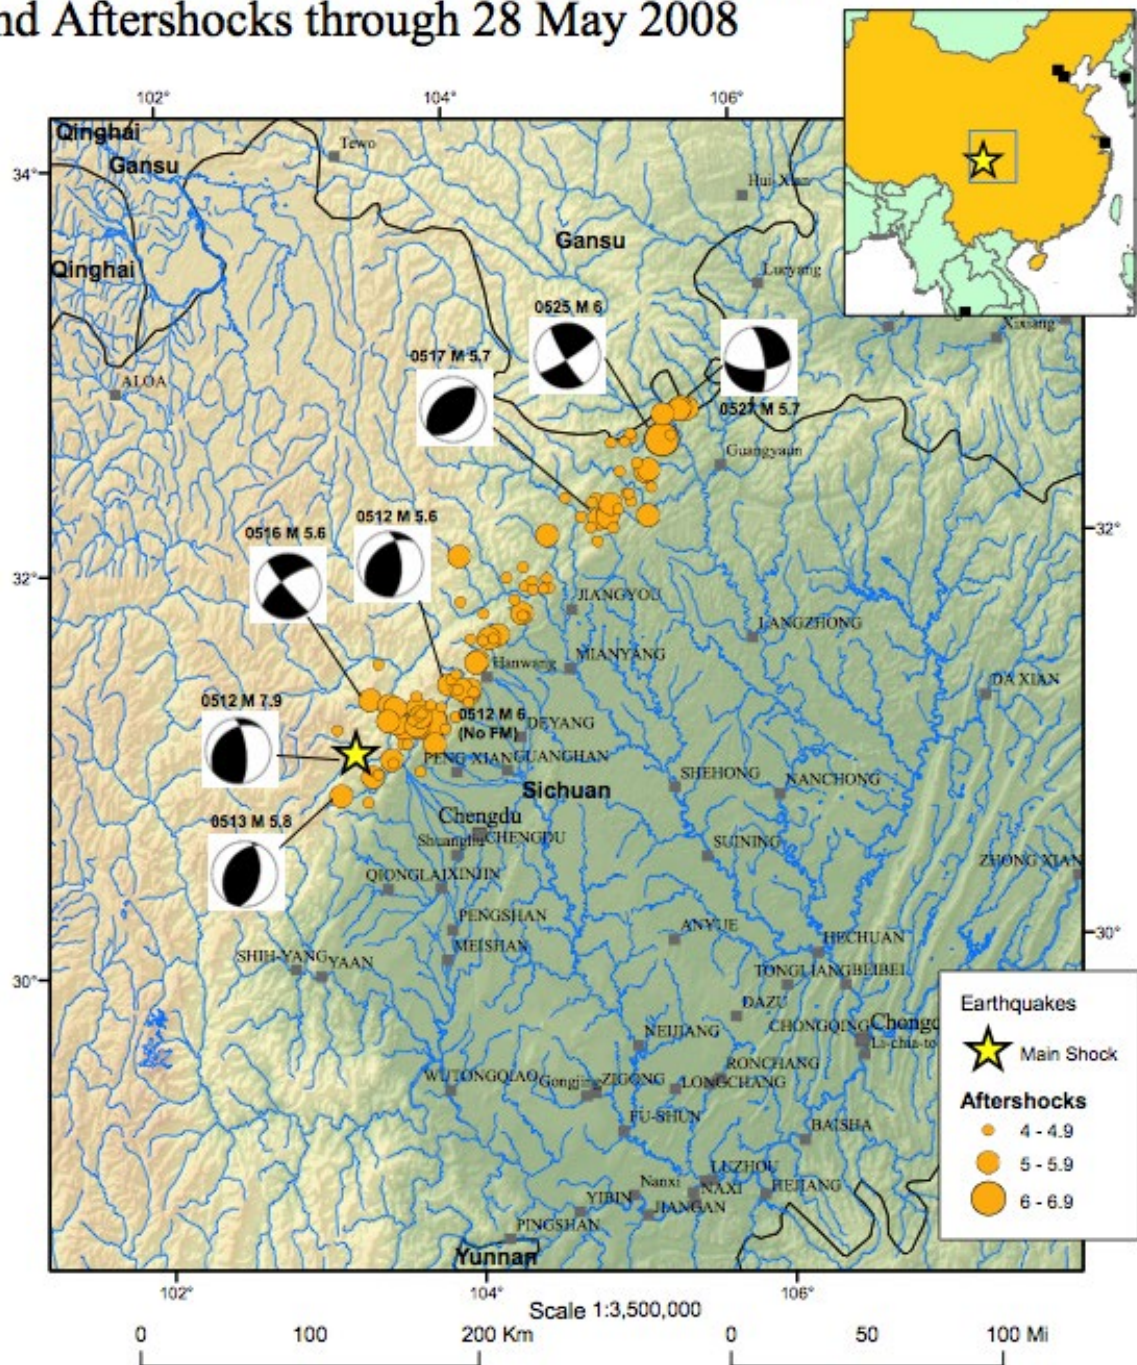 nd Aftershocks through 28 May 2008
102° 104° 106°
Qinghai
Gansu
Tewo
34°
Hui-Xian
Gansu
Qinghai
Lueyang
0525 M 6
Xixiang
0517 M 5.7
ALOA
0527 M 5.7
Guangyuan
0512 M 5.6
0516 M 5.6
32°
32°
JIANGYOU
LANGZHONG
MIANYANG
Hanwang
DA XIAN
0512 M 7.9
0512 M 6
(No FM)
DEYANG
PENG XIAN GUANGHAN
SHEHONG
NANCHONG
Sichuan
0513 M 5.8
Chengdu
CHENGDU
SUINING
ZHONG XIAN
QIONGLAI XINJIN
PENGSHAN
ANYUE
30°
HECHUAN
MEISHAN
SHIH-YANG YAAN
TONGLIANG BEIBEI
30°
DAZU
NEIJIANG
CHONGQING Chongq
Li-chia-to
RONCHANG
WUTONGQIAO Gongjing ZIGONG LONGCHANG
FU-SHUN
BAISHA
LUZHOU
Nanxi NAXI HEJIANG
YIBIN JIANGAN
PINGSHAN
Yunnan
Earthquakes
Main Shock
Aftershocks
4 - 4.9
5 - 5.9
6 - 6.9
102° 104° 106°
Scale 1:3,500,000
0 100 200 Km 0 50 100 Mi